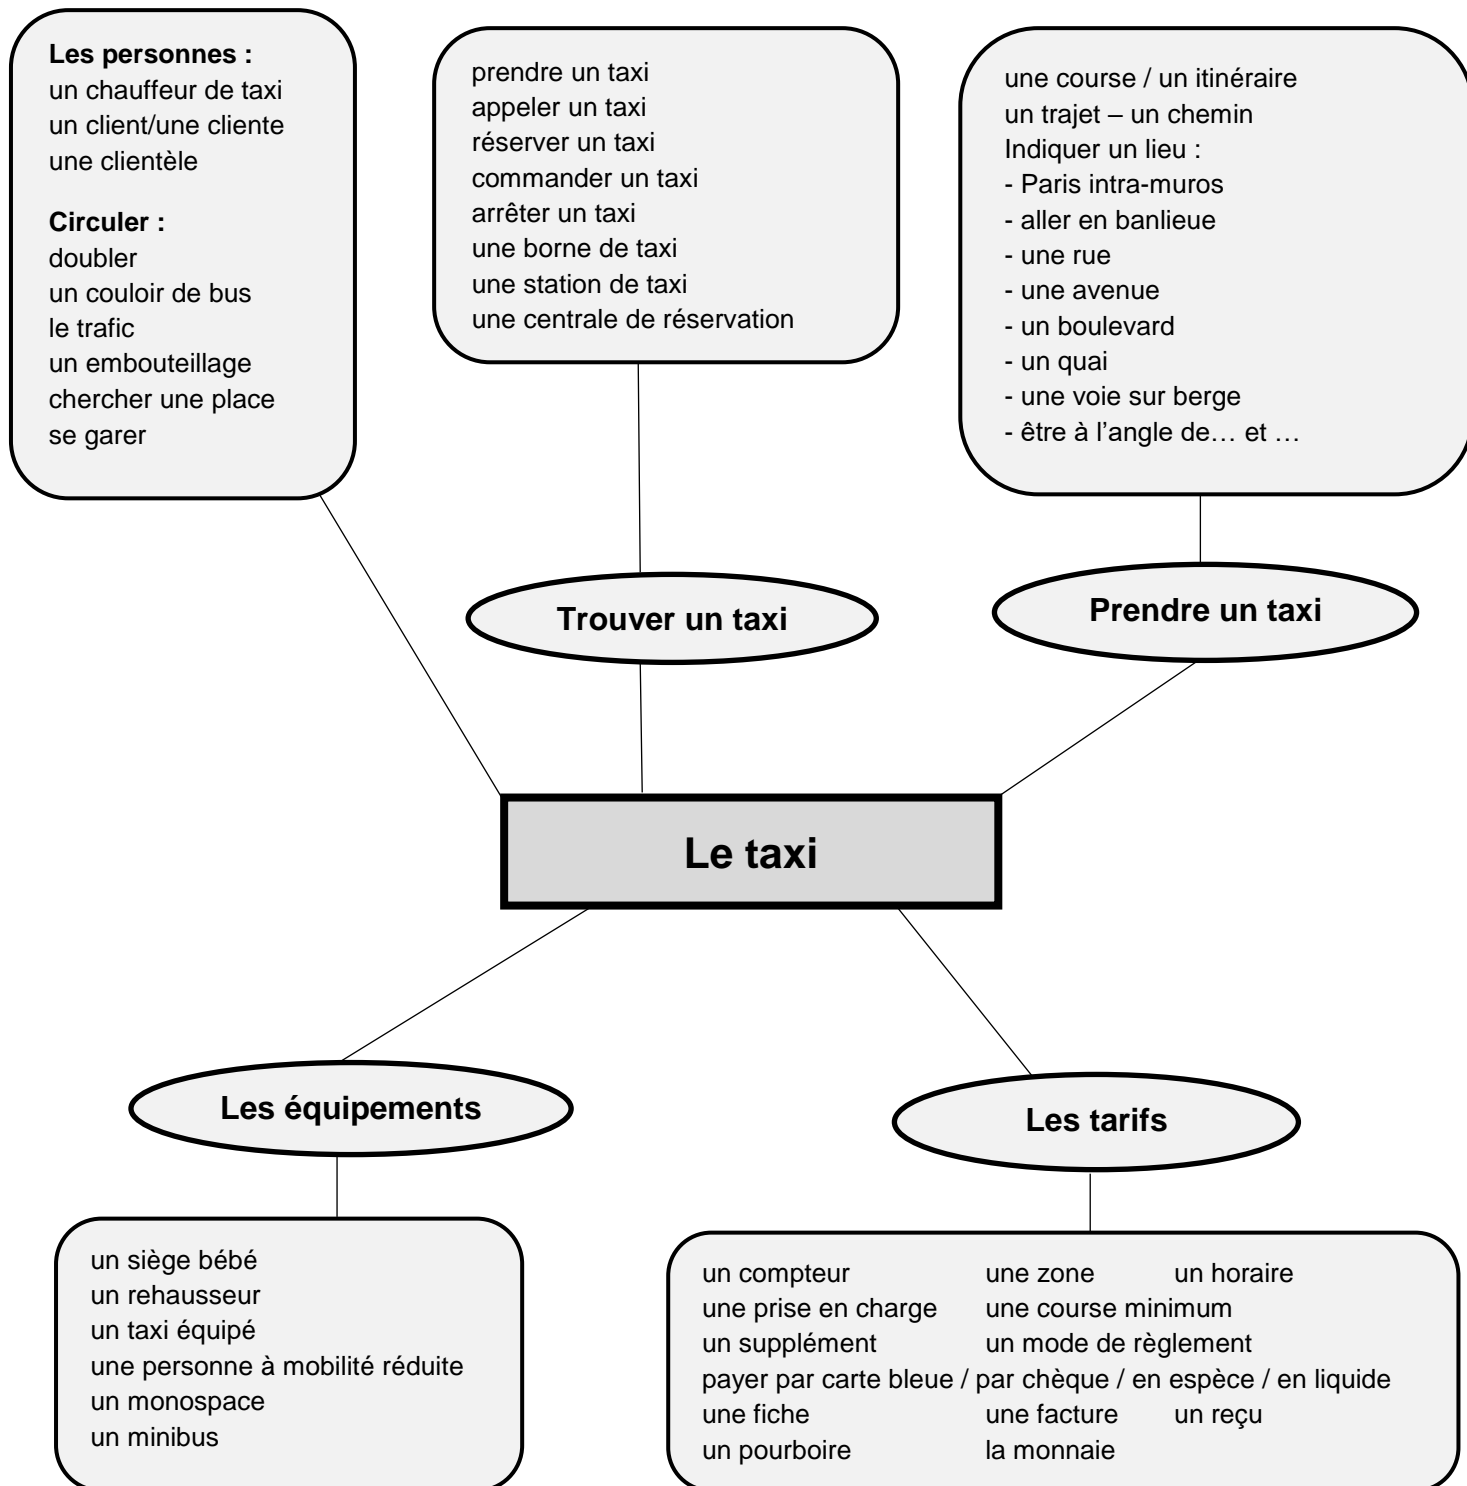 Les personnes :
un chauffeur de taxi
un client/une cliente
une clientèle
Circuler :
doubler
un couloir de bus
le trafic
un embouteillage
chercher une place
se garer
prendre un taxi
appeler un taxi
réserver un taxi
commander un taxi
arrêter un taxi
une borne de taxi
une station de taxi
une centrale de réservation
une course / un itinéraire
un trajet – un chemin
Indiquer un lieu :
- Paris intra-muros
- aller en banlieue
- une rue
- une avenue
- un boulevard
- un quai
- une voie sur berge
- être à l’angle de… et …
Trouver un taxi
Prendre un taxi
Le taxi
Les équipements
Les tarifs
un siège bébé
un rehausseur
un taxi équipé
une personne à mobilité réduite
un monospace
un minibus
un compteur une zone un horaire
une prise en charge une course minimum
un supplément un mode de règlement
payer par carte bleue / par chèque / en espèce / en liquide
une fiche une facture un reçu
un pourboire la monnaie